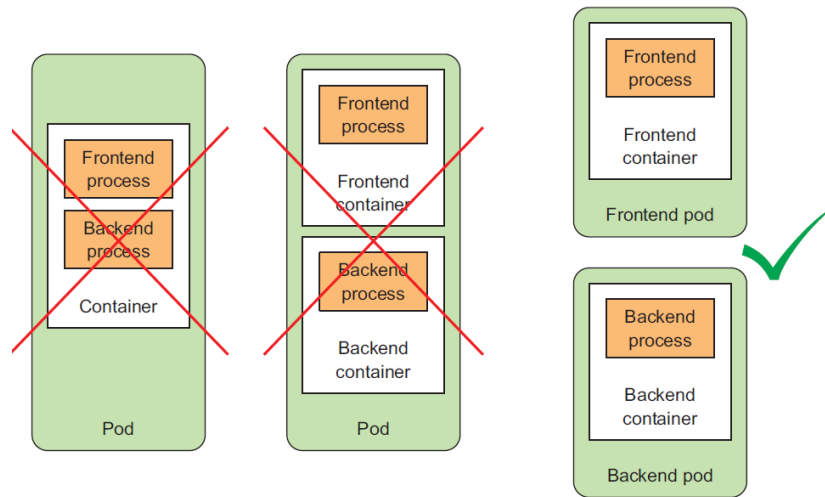 Frontend
process
Backend
process
Container
Pod
Frontend
process
Frontend
container
Backend
process
Backend
container
Pod
Frontend
process
Frontend
container
Frontend pod
Backend
process
Backend
container
Backend pod